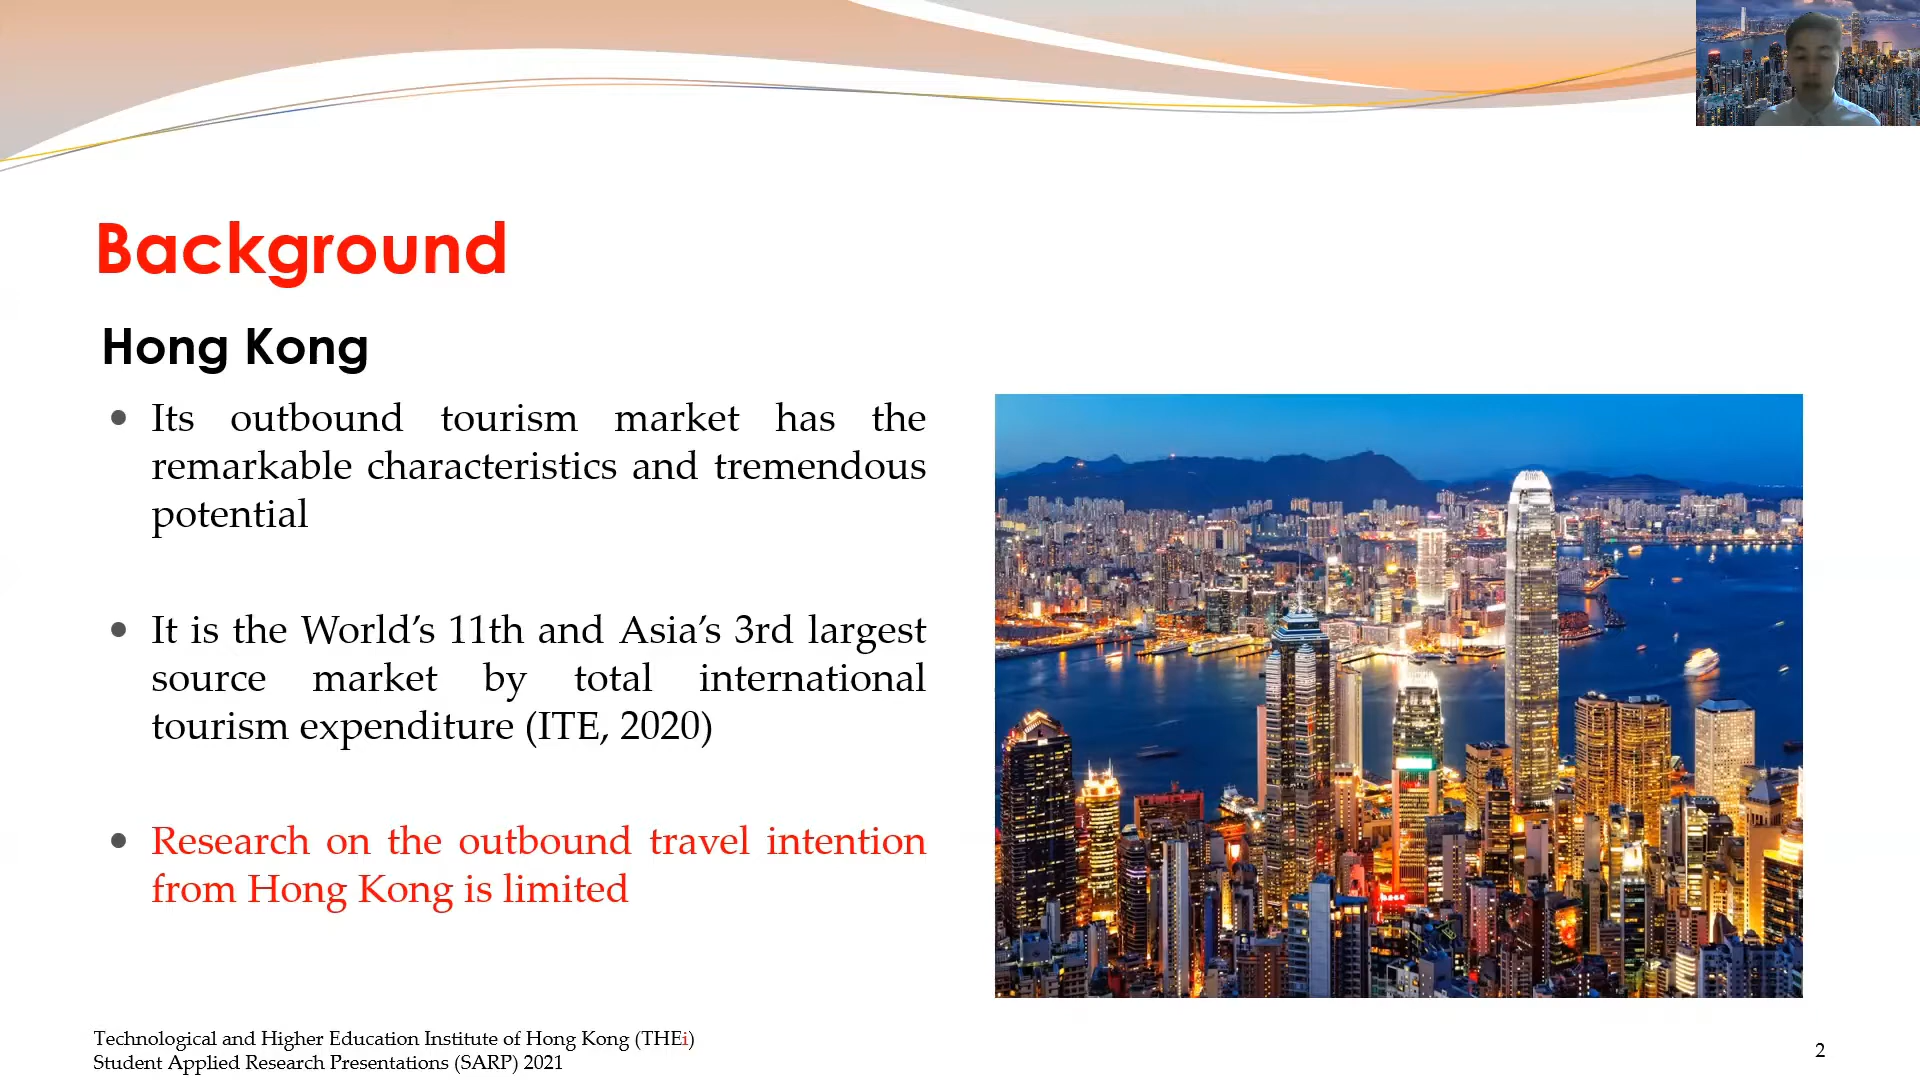 Background
Hong Kong
Its outbound tourism market has the
remarkable characteristics and tremendous
potential
It is the World’s 11th and Asia’s 3rd largest
source market by total international
tourism expenditure (ITE, 2020)
Research on the outbound travel intention
from Hong Kong is limited
Technological and Higher Education Institute of Hong Kong (THEi)
Student Applied Research Presentations (SARP) 2021
2